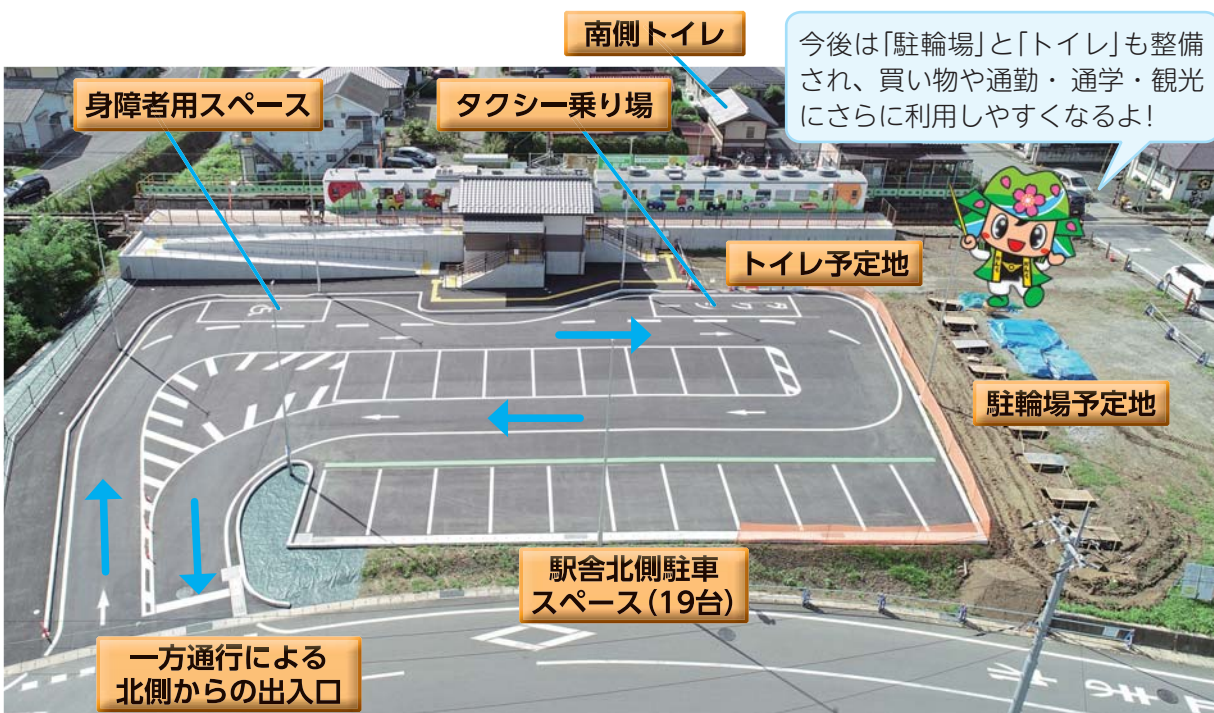 南側トイレ
今後は「駐輪場」と「トイレ」も整備
され、買い物や通勤・通学・観光
にさらに利用しやすくなるよ！
身障者用スペース
タクシー乗り場
トイレ予定地
タクシー
駐輪場予定地
駅舎北側駐車
スペース（19台）
一方通行による
北側からの出入口